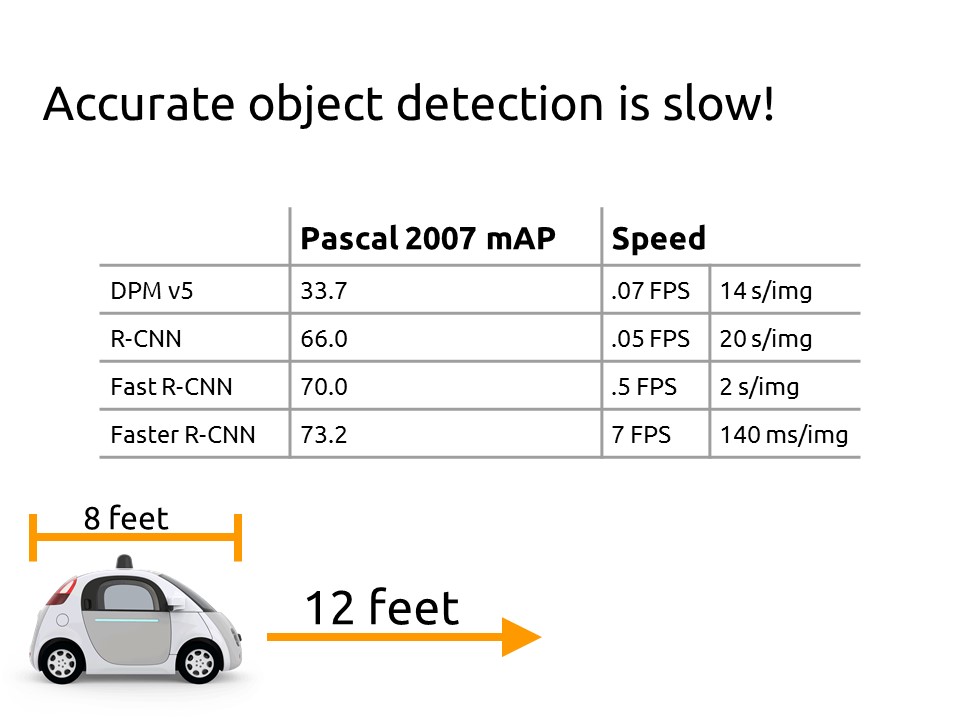 Accurate object detection is slow!
Pascal 2007 mAP Speed
DPM v5 33.7 .07 FPS 14 s/img
R-CNN 66.0 .05 FPS 20 s/img
Fast R-CNN 70.0 .5 FPS 2 s/img
Faster R-CNN 73.2 7 FPS 140 ms/img
8 feet
12 feet